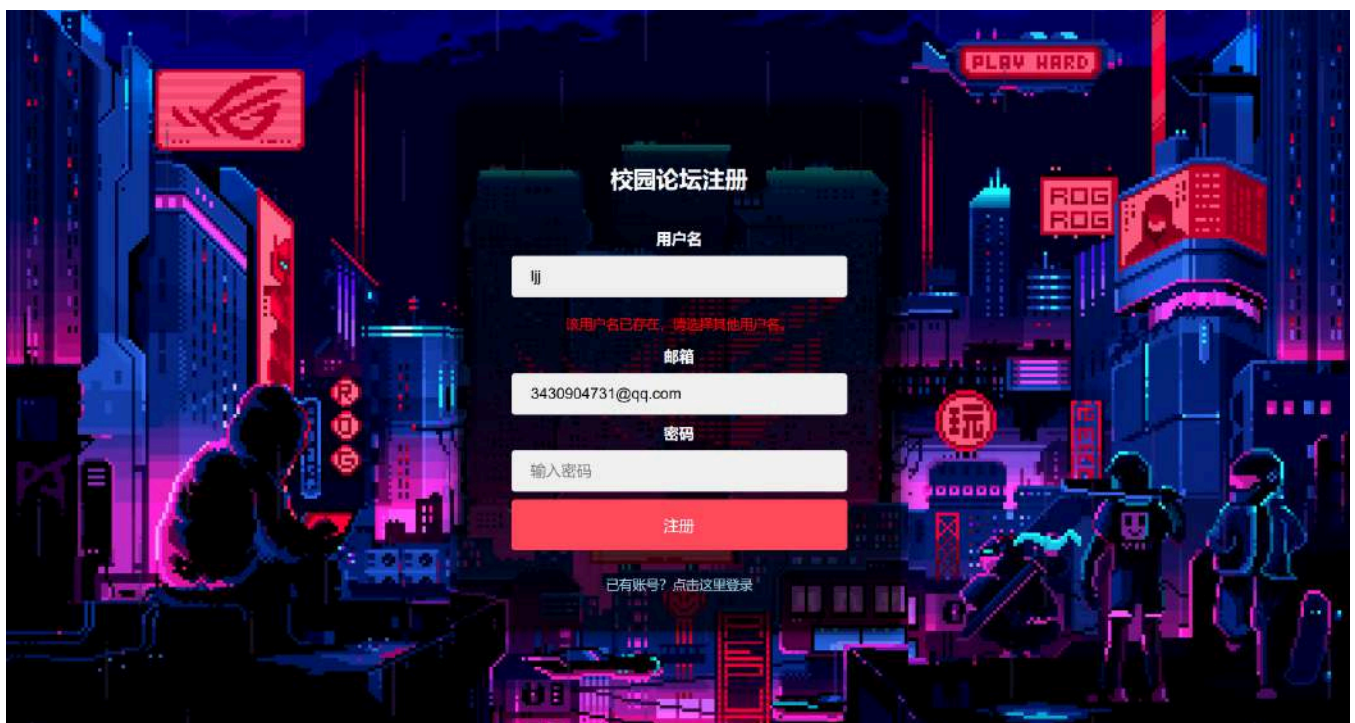 PLAY HARD
校园论坛注册
ROG
ROG
用户名
ljj
该用户名已存在，请选择其他用户名。
邮箱
3430904731@qq.com
R
O
G
玩
密码
输入密码
注册
已有账号？点击这里登录